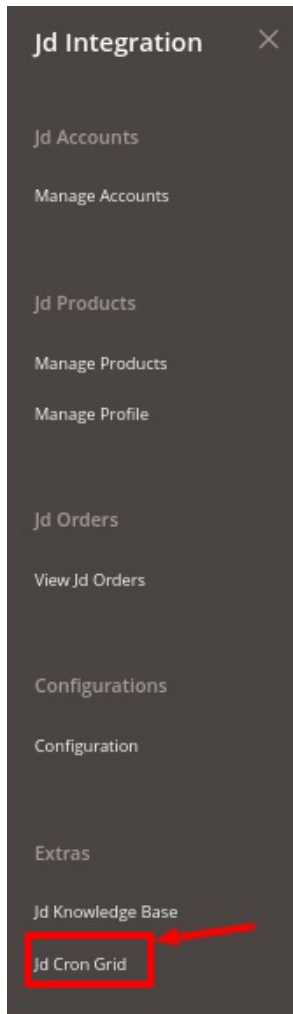 Jd Integration
Jd Accounts
Manage Accounts
Jd Products
Manage Products
Manage Profile
Jd Orders
View Jd Orders
Configurations
Configuration
Extras
Jd Knowledge Base
Jd Cron Grid